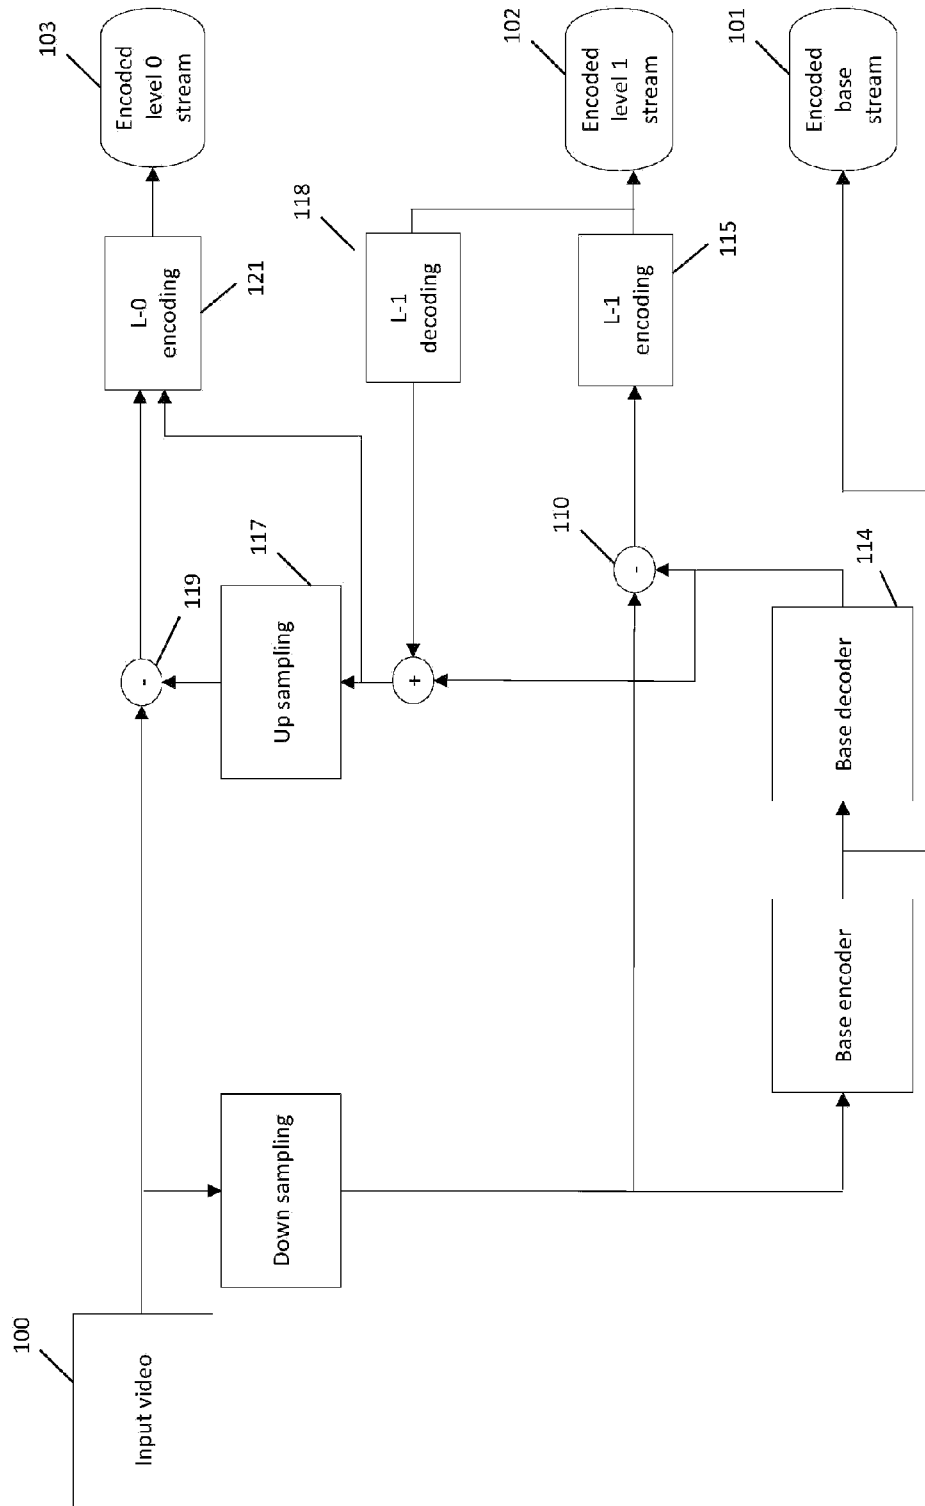 100
Input video
Down sampling
Base encoder
Base decoder
114
Up sampling
117
119
-
+
110
-
L-0
encoding
121
L-1
decoding
118
L-1
encoding
115
103
Encoded
level 0
stream
102
Encoded
level 1
stream
101
Encoded
base
stream